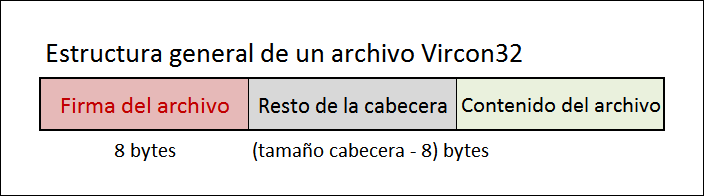 Estructura general de un archivo Vircon32
Firma del archivo Resto de la cabecera Contenido del archivo
8 bytes (tamaño cabecera - 8) bytes